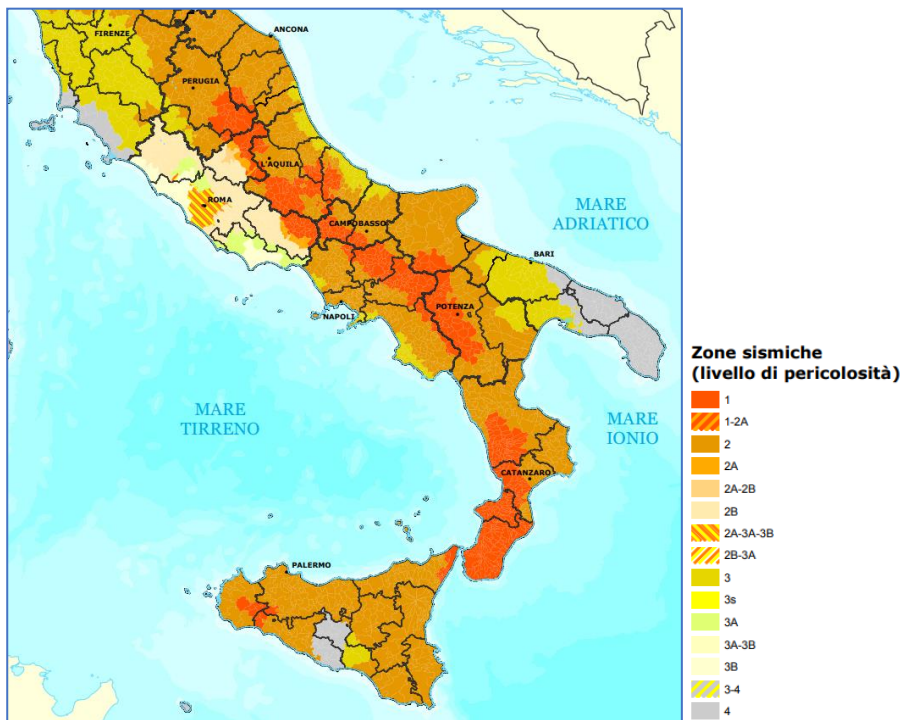 FIRENZE
ANCONA
PERUGIA
L'AQUILA
ROMA
MARE
ADRIATICO
CAMPOBASSO
BARI
NAPOLI
POTENZA
MARE
TIRRENO
MARE
IONIO
CATANZARO
PALERMO
Zone sismiche
(livello di pericolosità)
1
1-2A
2
2A
2A-2B
2B
2A-3A-3B
2B-3A
3
3s
3A
3A-3B
3B
3-4
4